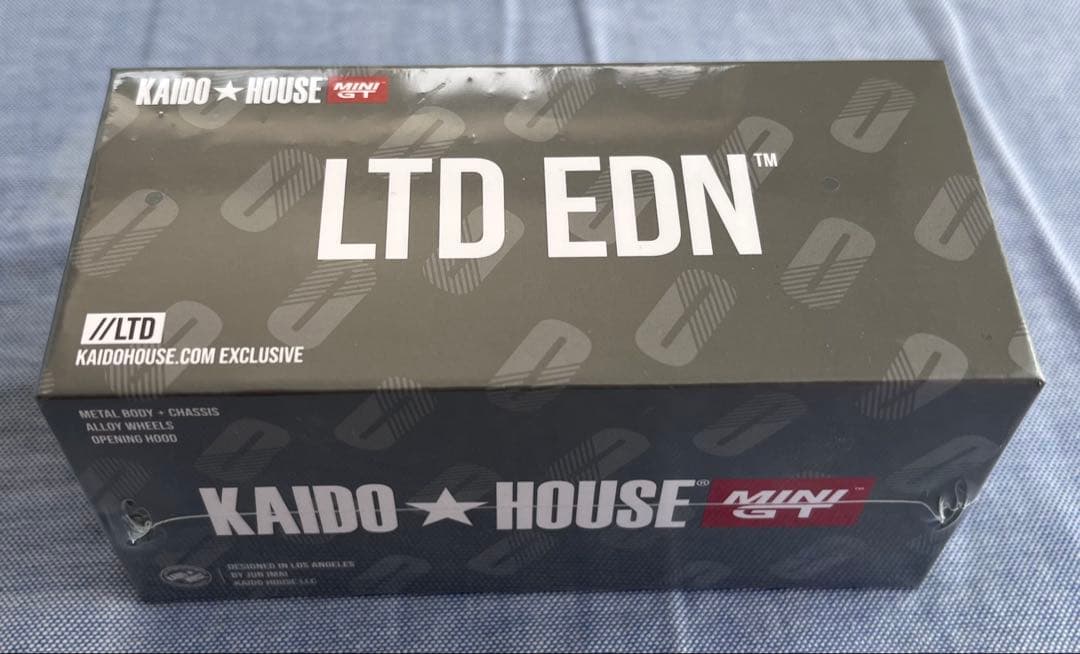 KAIDO★HOUSE MINI GT
LTD EDN™
//LTD
KAIDOHOUSE.COM EXCLUSIVE
METAL BODY + CHASSIS
ALLOY WHEELS
OPENING HOOD
KAIDO★HOUSE® MINI GT™
DESIGNED IN LOS ANGELES
BY JUN IMAI
KAIDO HOUSE LLC